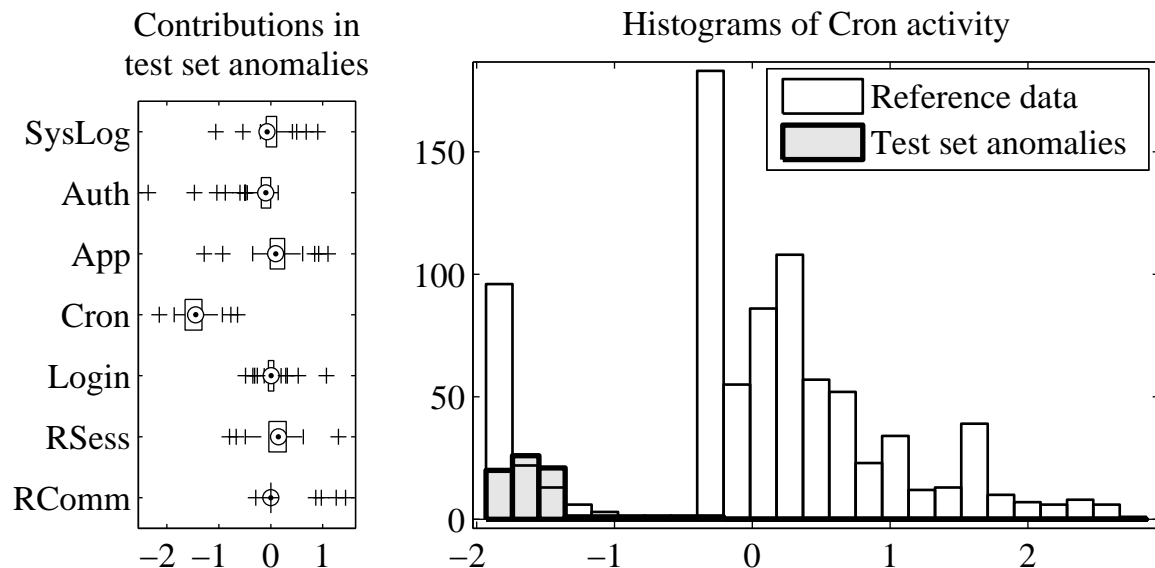 Contributions in
test set anomalies
SysLog
Auth
App
Cron
Login
RSess
RComm
−2 −1 0 1
Histograms of Cron activity
Reference data
Test set anomalies
150
100
50
0
−2 −1 0 1 2